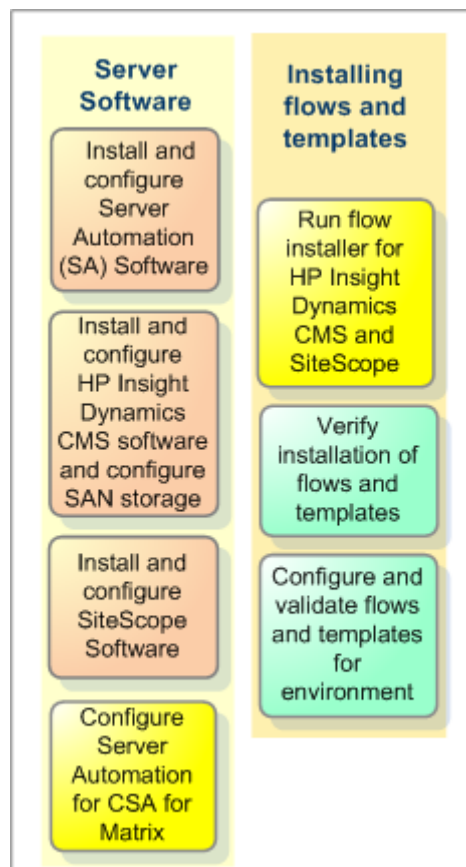 Server
Software
Install and
configure
Server
Automation
(SA) Software
Install and
configure
HP Insight
Dynamics
CMS software
and configure
SAN storage
Install and
configure
SiteScope
Software
Configure
Server
Automation
for CSA for
Matrix
Installing
flows and
templates
Run flow
installer for
HP Insight
Dynamics
CMS and
SiteScope
Verify
installation of
flows and
templates
Configure and
validate flows
and templates
for
environment